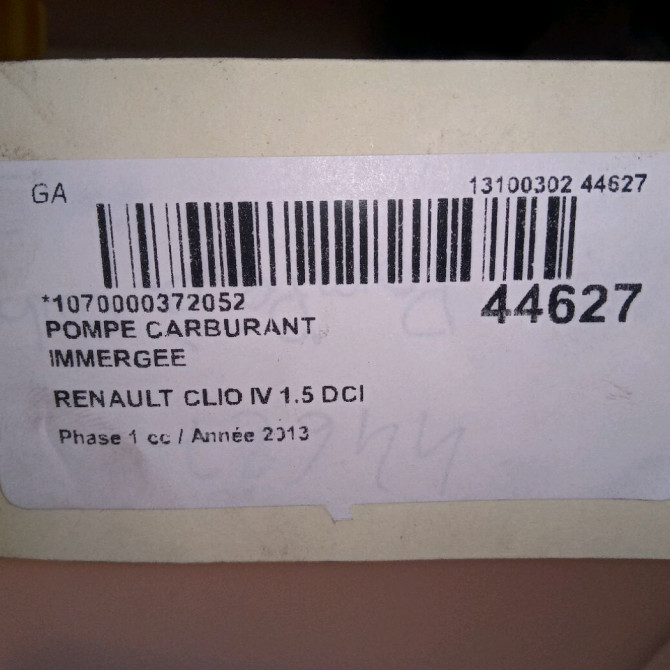 GA
13100302 44627
*1070000372052
44627
POMPE CARBURANT
IMMERGEE
RENAULT CLIO IV 1.5 DCI
Phase 1 cc / Année 2013